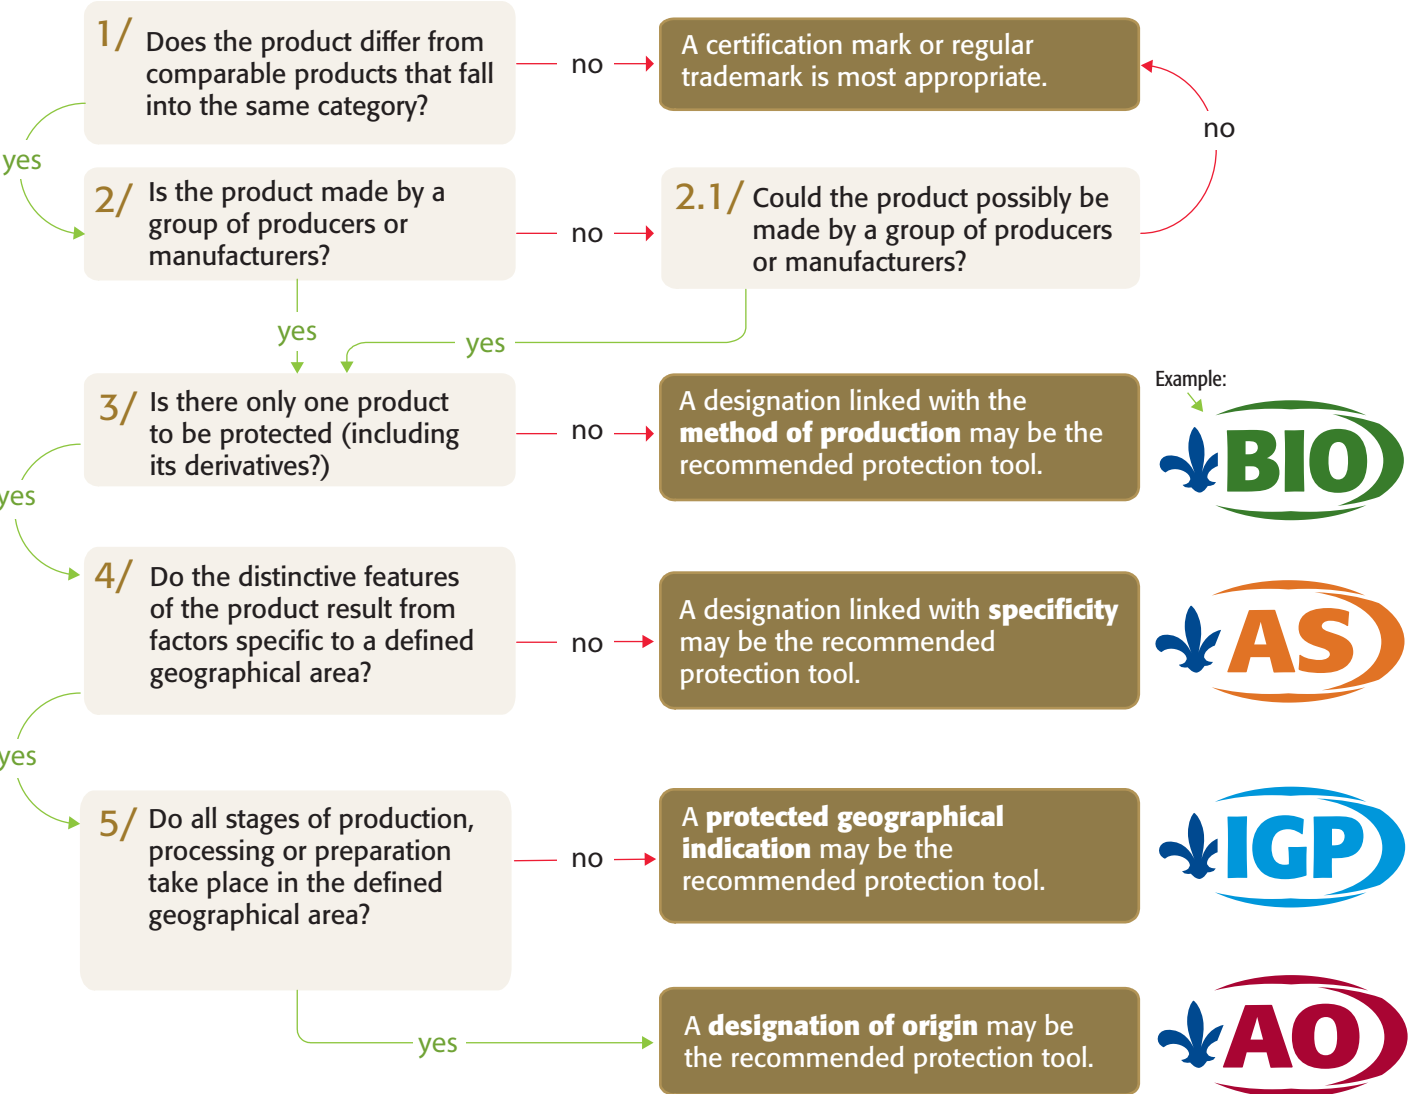 1/ Does the product differ from
comparable products that fall
into the same category?
no
A certification mark or regular
trademark is most appropriate.
yes
no
2/ Is the product made by a
group of producers or
manufacturers?
no
2.1/ Could the product possibly be
made by a group of producers
or manufacturers?
yes
yes
3/ Is there only one product
to be protected (including
its derivatives?)
no
A designation linked with the
method of production may be the
recommended protection tool.
Example:
BIO
yes
4/ Do the distinctive features
of the product result from
factors specific to a defined
geographical area?
no
A designation linked with specificity
may be the recommended
protection tool.
AS
yes
5/ Do all stages of production,
processing or preparation
take place in the defined
geographical area?
no
A protected geographical
indication may be the
recommended protection tool.
IGP
yes
A designation of origin may be
the recommended protection tool.
AO